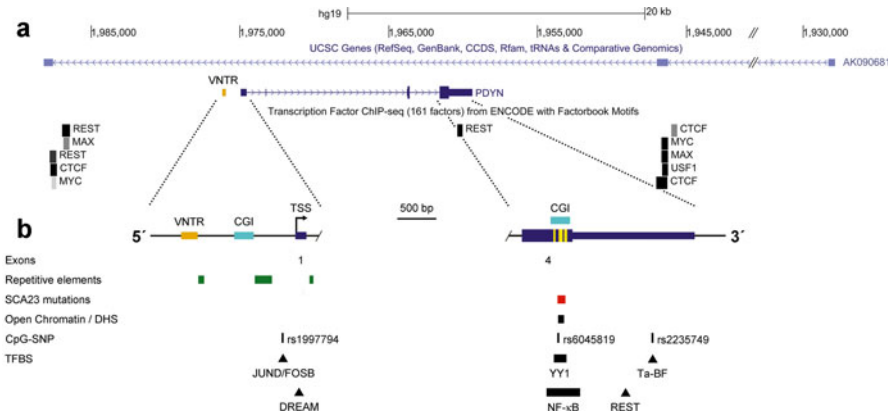 hg19 20 kb
a |1,985,000 |1,975,000 |1,965,000 |1,955,000 |1,945,000 // |1,930,000
UCSC Genes (RefSeq, GenBank, CCDS, Rfam, tRNAs & Comparative Genomics)
// AK090681
VNTR
PDYN
Transcription Factor ChIP-seq (161 factors) from ENCODE with Factorbook Motifs
REST REST CTCF
MAX MYC
REST MAX
CTCF USF1
MYC CTCF
b 500 bp
VNTR CGI TSS CGI
5´ 3´
Exons 1 4
Repetitive elements
SCA23 mutations
Open Chromatin / DHS
CpG-SNP rs1997794 rs6045819 rs2235749
TFBS
JUND/FOSB YY1 Ta-BF
DREAM NF-κB REST